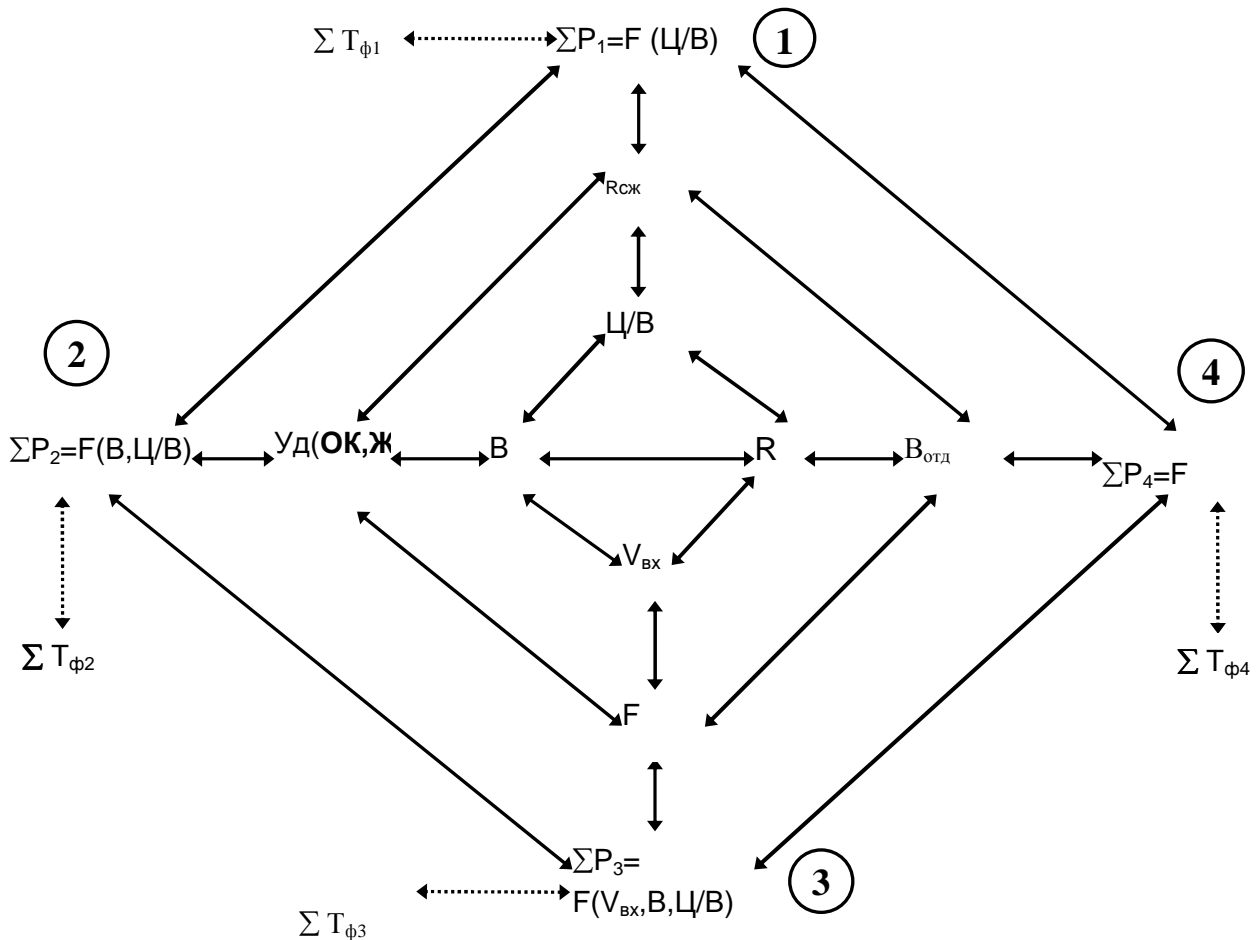 ∑ Тф1
∑Р1=F (Ц/В)
1
Rсж
Ц/В
2
4
∑Р2=F(В,Ц/В)
Уд(ОК,Ж
В
R
Вотд
∑Р4=F
Vвх
∑ Тф2
∑ Тф4
F
∑Р3=
F(Vвх,В,Ц/В)
3
∑ Тф3